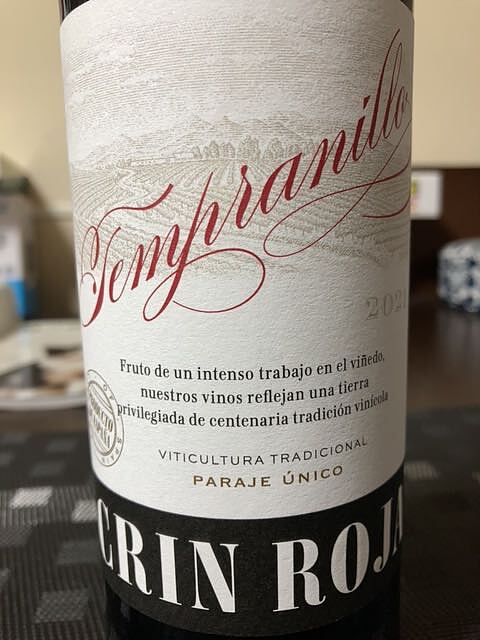 Tempranillo
Fruto de un intenso trabajo en el viñedo,
nuestros vinos reflejan una tierra
privilegiada de centenaria tradición vinícola
VITICULTURA TRADICIONAL
PARAJE ÚNICO
CRIN ROJA